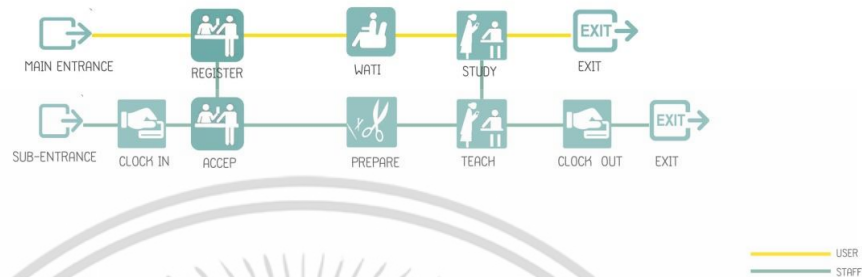 EXIT
MAIN ENTRANCE REGISTER WATI STUDY EXIT
EXIT
SUB-ENTRANCE CLOCK IN ACCEP PREPARE TEACH CLOCK OUT EXIT
USER
STAFF